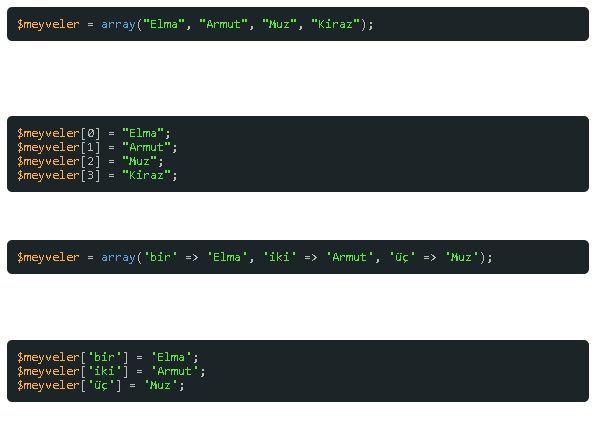 $meyveler = array("Elma", "Armut", "Muz", "Kiraz");
$meyveler[0] = "Elma";
$meyveler[1] = "Armut";
$meyveler[2] = "Muz";
$meyveler[3] = "Kiraz";
$meyveler = array('bir' => 'Elma', 'iki' => 'Armut', 'üç' => 'Muz');
$meyveler['bir'] = 'Elma';
$meyveler['iki'] = 'Armut';
$meyveler['üç'] = 'Muz';